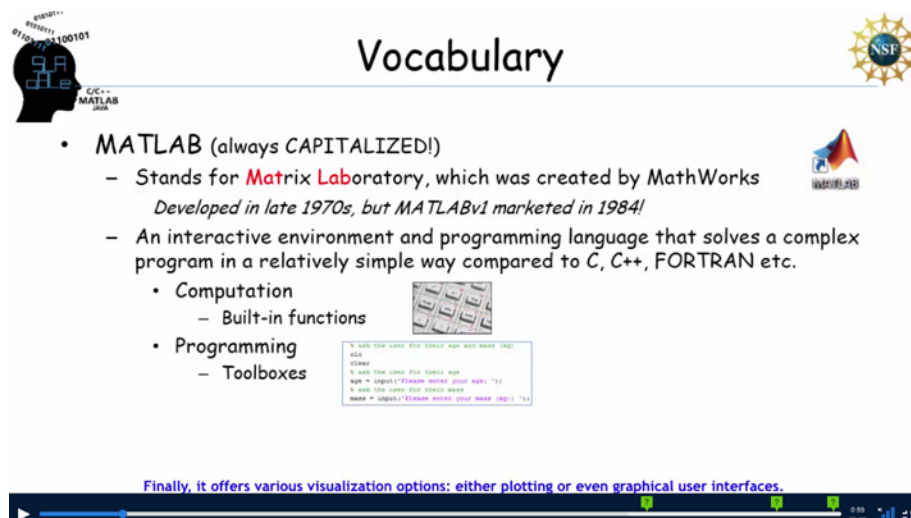 Vocabulary
NSF
C/C++
MATLAB
JAVA
• MATLAB (always CAPITALIZED!)
– Stands for Matrix Laboratory, which was created by MathWorks
Developed in late 1970s, but MATLABv1 marketed in 1984!
MATLAB
– An interactive environment and programming language that solves a complex
program in a relatively simple way compared to C, C++, FORTRAN etc.
• Computation
– Built-in functions
• Programming
– Toolboxes
% ask the user for their age and mass (kg)
clc
clear
% ask the user for their age
age = input('Please enter your age: ');
% ask the user for their mass
mass = input('Please enter your mass (kg): ');
Finally, it offers various visualization options: either plotting or even graphical user interfaces.